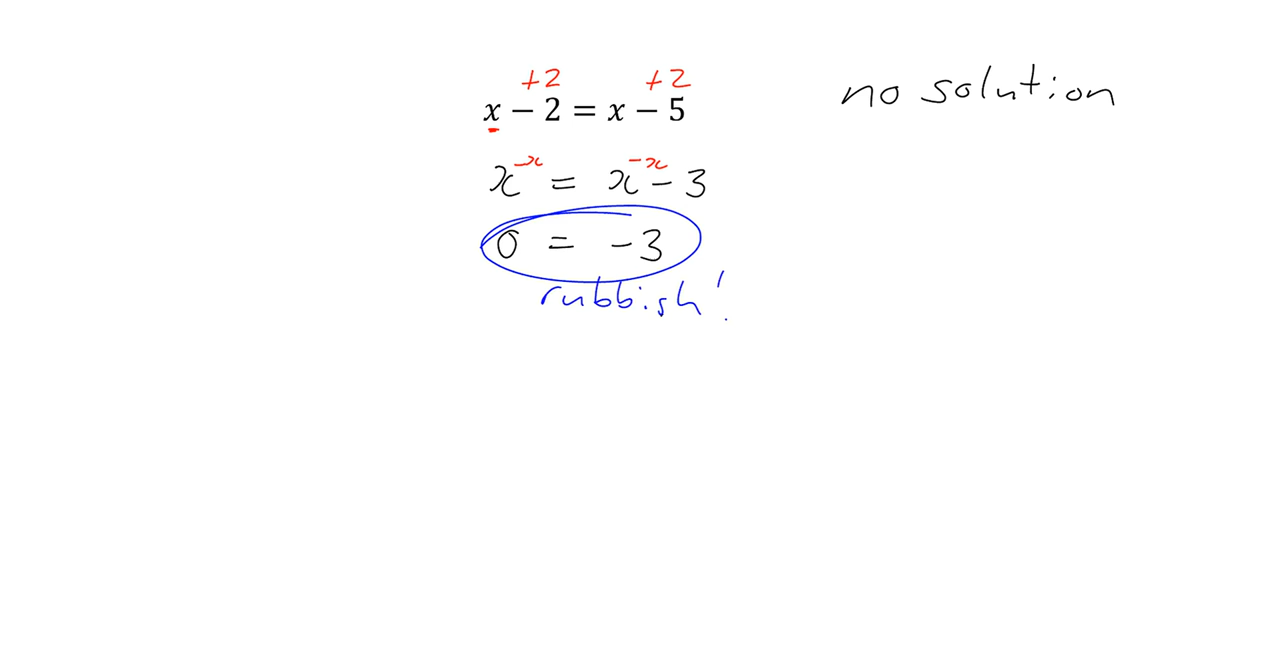 +2 +2
x − 2 = x − 5
no solution
-x -x
x = x - 3
0 = -3
rubbish!